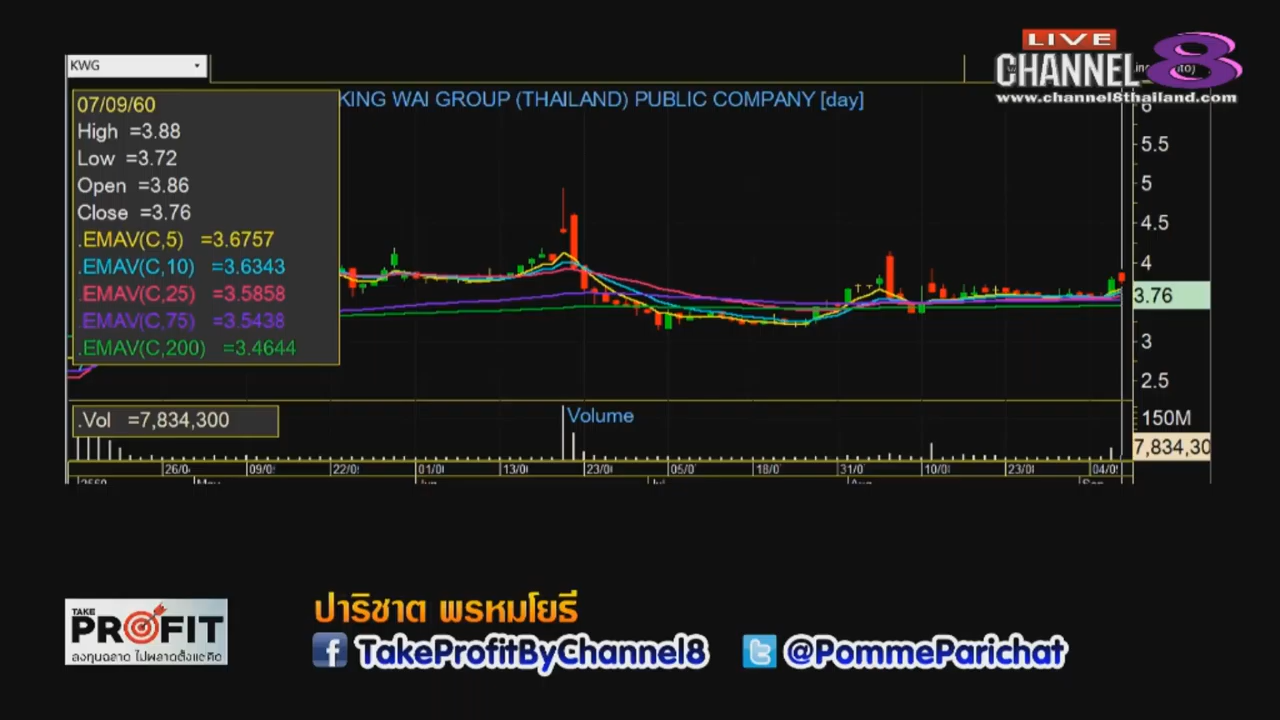 LIVE
CHANNEL 8
www.channel8thailand.com
KWG
KING WAI GROUP (THAILAND) PUBLIC COMPANY [day]
07/09/60
High =3.88
Low =3.72
Open =3.86
Close =3.76
.EMAV(C,5) =3.6757
.EMAV(C,10) =3.6343
.EMAV(C,25) =3.5858
.EMAV(C,75) =3.5438
.EMAV(C,200) =3.4644
6
5.5
5
4.5
4
3.76
3
2.5
.Vol =7,834,300
Volume
150M
7,834,30
26/0 09/0 22/0 01/0 13/0 23/0 05/0 18/0 31/0 10/0 23/0 04/0
TAKE
PROFIT
ลงทุนฉลาด ไม่พลาดตั้งแต่คิด
ปาริชาต พรหมโยธี
TakeProfitByChannel8 @PommeParichat